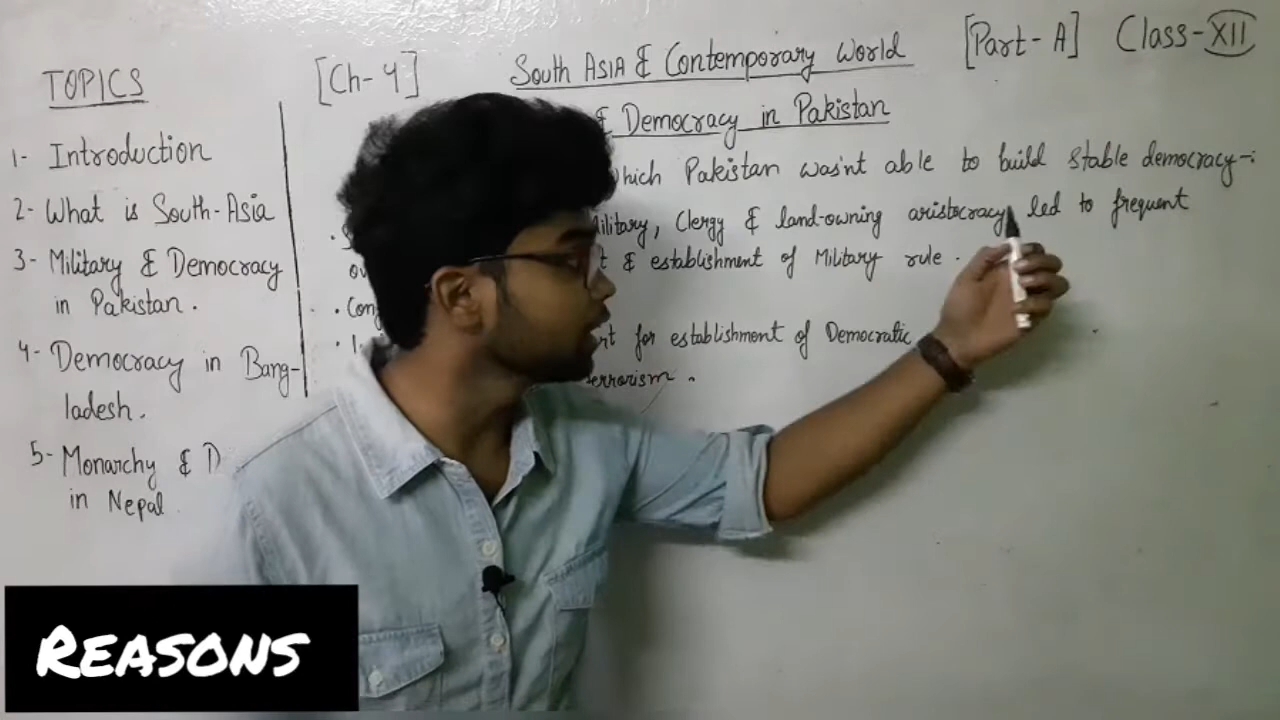 TOPICS
1- Introduction
2- What is South-Asia
3- Military & Democracy
in Pakistan.
4- Democracy in Bang-
ladesh.
5- Monarchy & D
in Nepal
[Ch-4] South ASIA & Contemporary World [Part-A] Class-XII
& Democracy in Pakistan
which Pakistan wasn't able to build stable democracy-:
Military, Clergy & land-owning aristocracy led to frequent
& establishment of Military rule.
for establishment of Democratic
terrorism.
REASONS